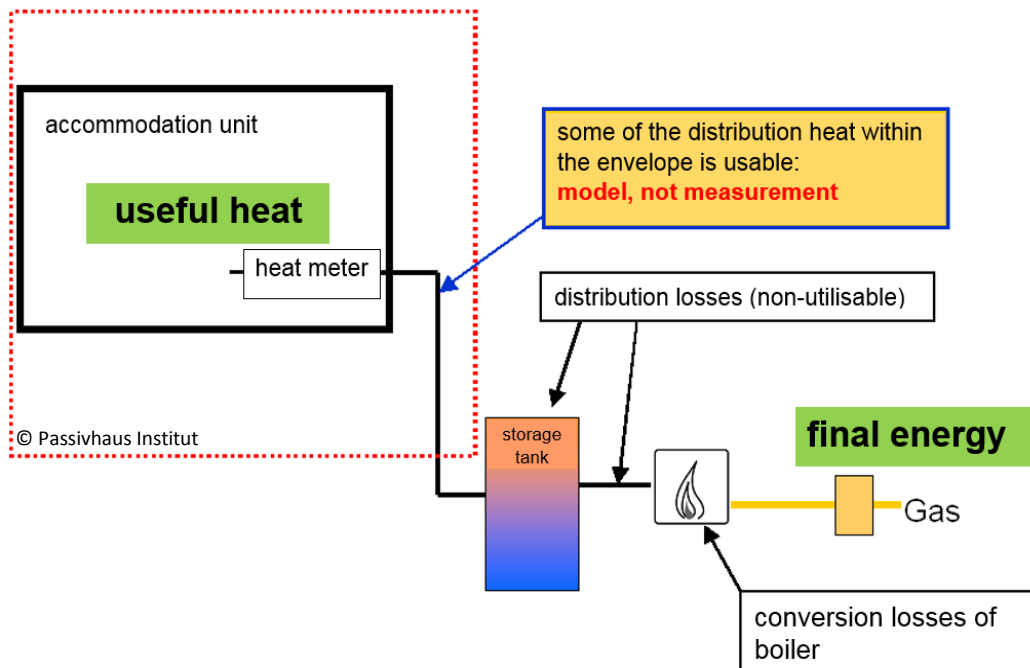 accommodation unit
useful heat
heat meter
some of the distribution heat within
the envelope is usable:
model, not measurement
distribution losses (non-utilisable)
© Passivhaus Institut
storage
tank
final energy
Gas
conversion losses of
boiler